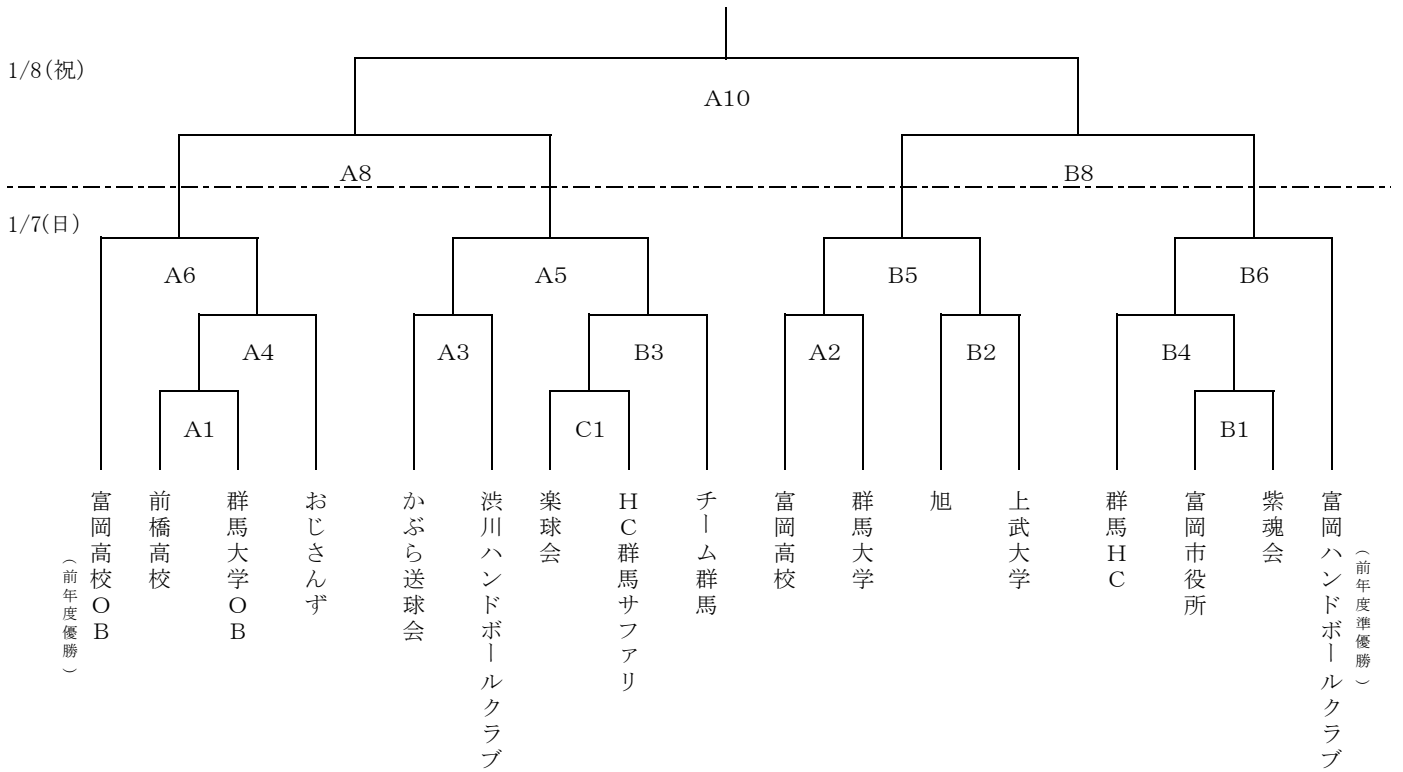 1/8(祝)
A10
A8
B8
1/7(日)
A6
A5
B5
B6
A4
A3
B3
A2
B2
B4
A1
C1
B1
富岡高校OB
(前年度優勝)
前橋高校
群馬大学OB
おじさんず
かぶら送球会
渋川ハンドボールクラブ
楽球会
HC群馬サファリ
チーム群馬
富岡高校
群馬大学
旭
上武大学
群馬HC
富岡市役所
紫魂会
富岡ハンドボールクラブ
(前年度準優勝)